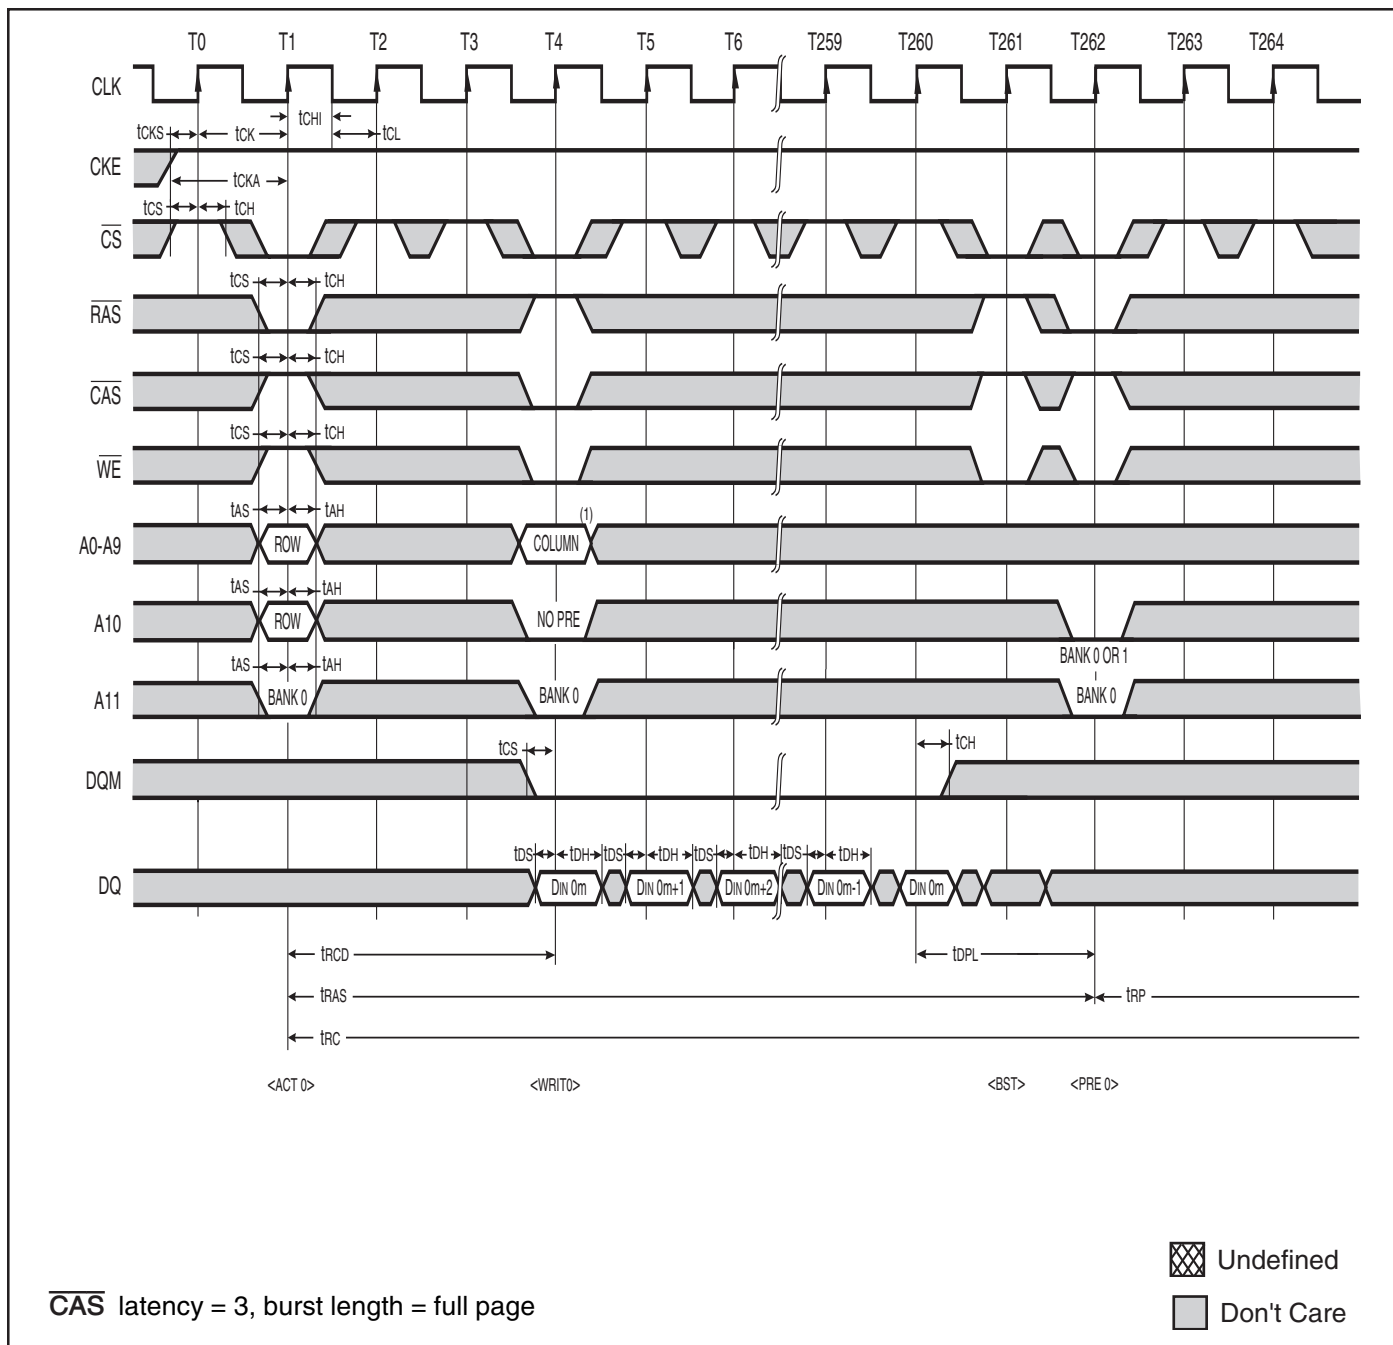 T0 T1 T2 T3 T4 T5 T6 T259 T260 T261 T262 T263 T264
CLK
tCHI
tCKS tCK tCL
CKE
tCKA
tCS tCH
CS
tCS tCH
RAS
tCS tCH
CAS
tCS tCH
WE
tAS tAH (1)
A0-A9 ROW COLUMN
tAS tAH
A10 ROW NO PRE
BANK 0 OR 1
tAS tAH
A11 BANK 0 BANK 0 BANK 0
tCS tCH
DQM
tDS tDH tDS tDH tDS tDH tDS tDH
DQ DIN 0m DIN 0m+1 DIN 0m+2 DIN 0m-1 DIN 0m
tRCD tDPL
tRAS tRP
tRC
<ACT 0> <WRIT0> <BST> <PRE 0>
Undefined
CAS latency = 3, burst length = full page
Don't Care